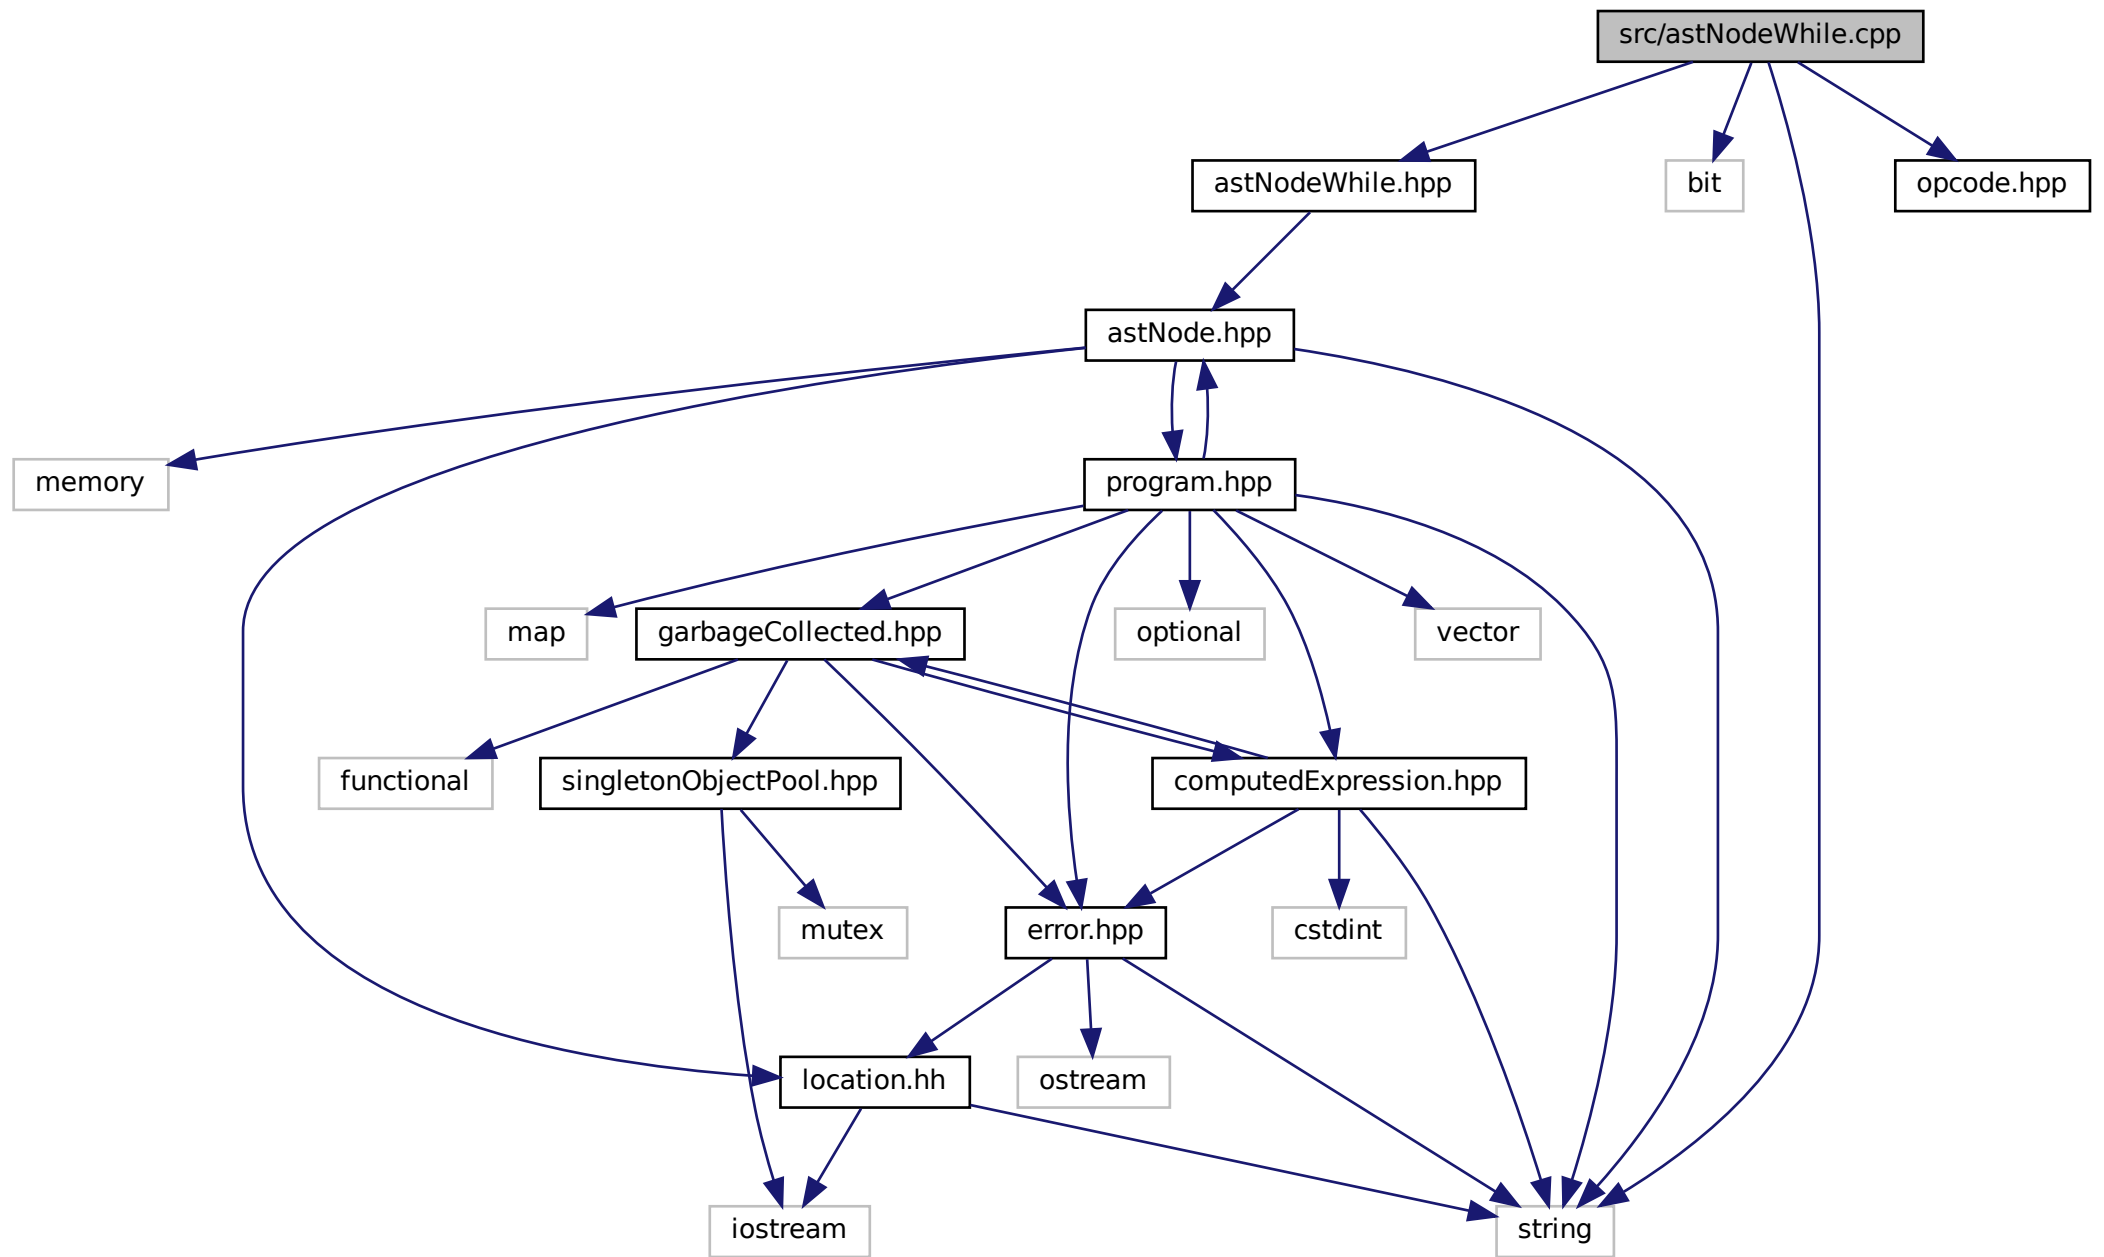 src/astNodeWhile.cpp
astNodeWhile.hpp
bit
opcode.hpp
astNode.hpp
memory
program.hpp
map
garbageCollected.hpp
optional
vector
functional
singletonObjectPool.hpp
computedExpression.hpp
mutex
error.hpp
cstdint
location.hh
ostream
iostream
string